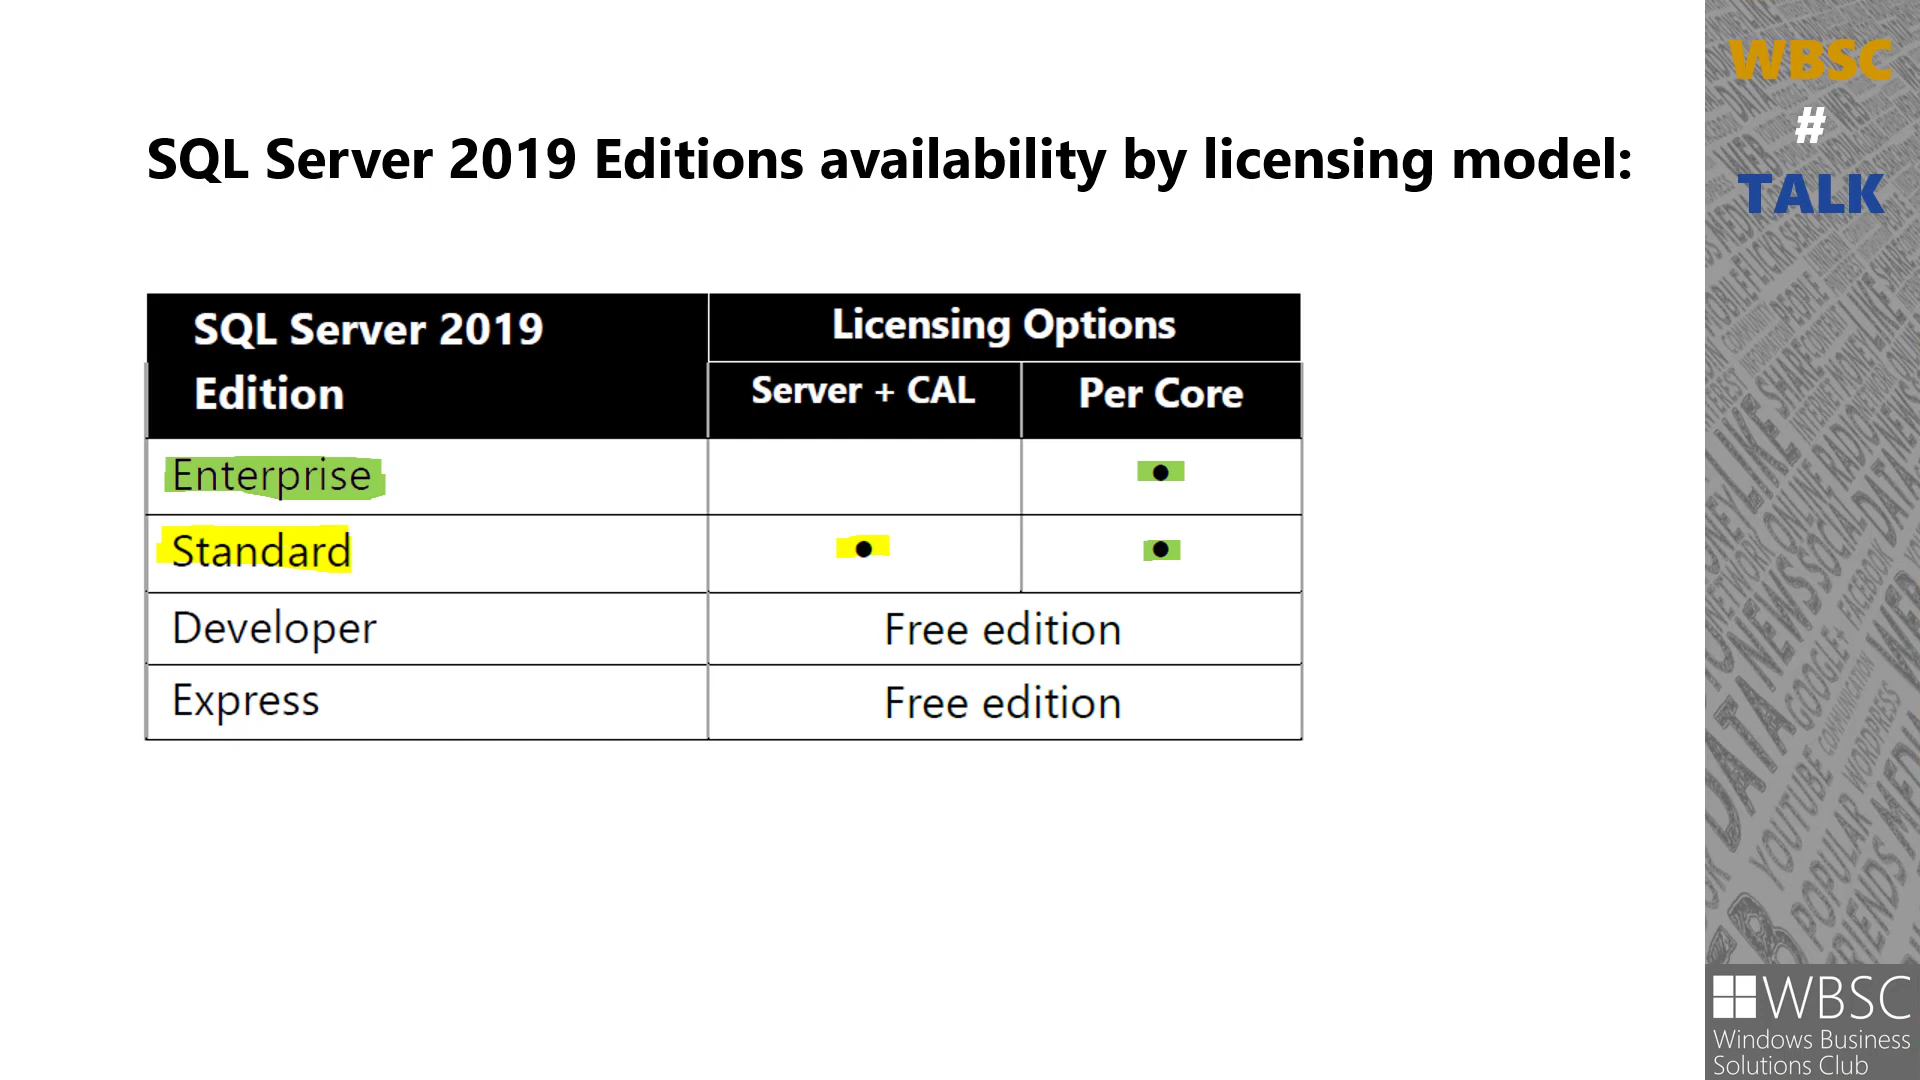 SQL Server 2019 Editions availability by licensing model:
SQL Server 2019
Edition
Licensing Options
Server + CAL
Per Core
Enterprise
•
Standard
•
•
Developer
Free edition
Express
Free edition
WBSC
#
TALK
WBSC
Windows Business
Solutions Club